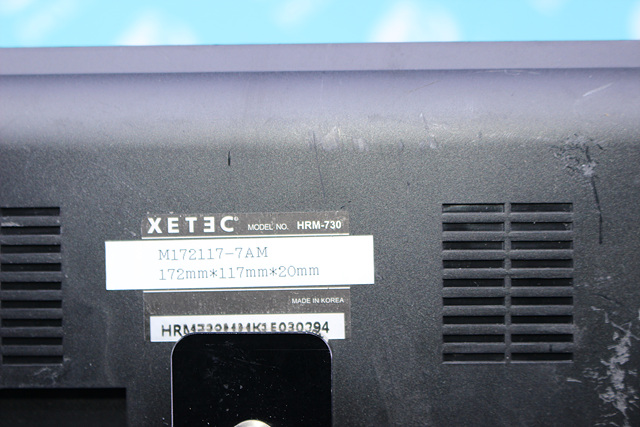 XETEC® MODEL NO. HRM-730
M172117-7AM
172mm*117mm*20mm
MADE IN KOREA